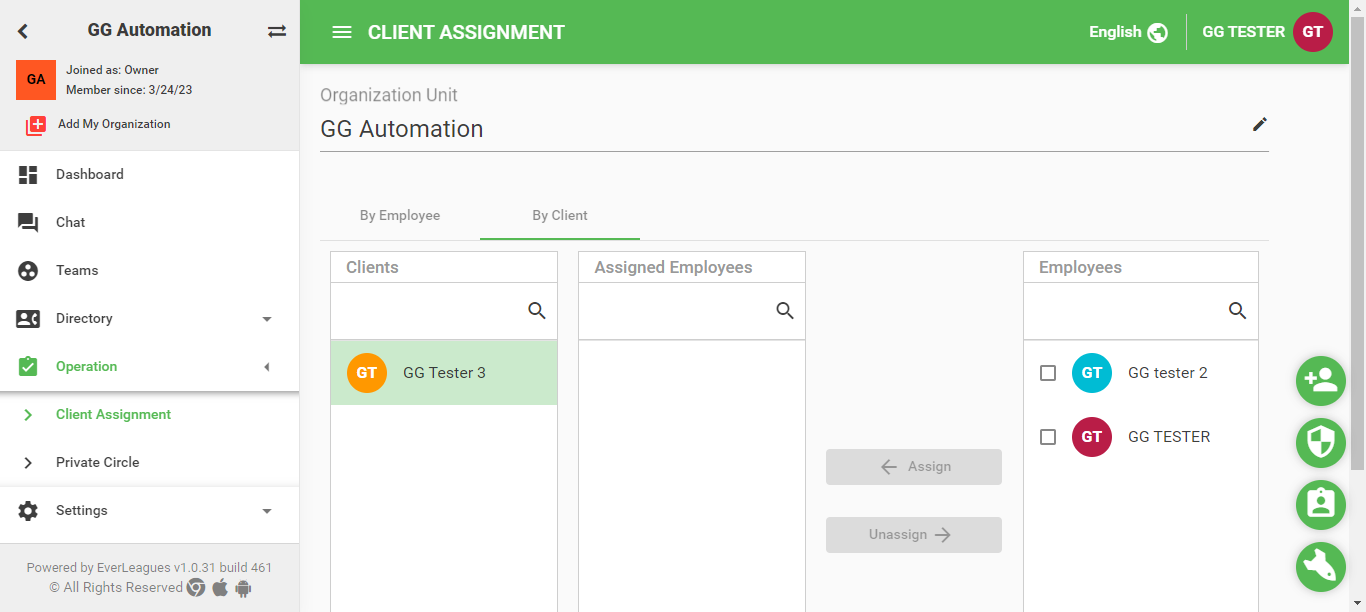 GG Automation
GA
Joined as: Owner
Member since: 3/24/23
Add My Organization
Dashboard
Chat
Teams
Directory
Operation
Client Assignment
Private Circle
Settings
Powered by EverLeagues v1.0.31 build 461
© All Rights Reserved
CLIENT ASSIGNMENT
English
GG TESTER
GT
Organization Unit
GG Automation
By Employee
By Client
Clients
GT
GG Tester 3
Assigned Employees
Assign
Unassign
Employees
GT
GG tester 2
GT
GG TESTER